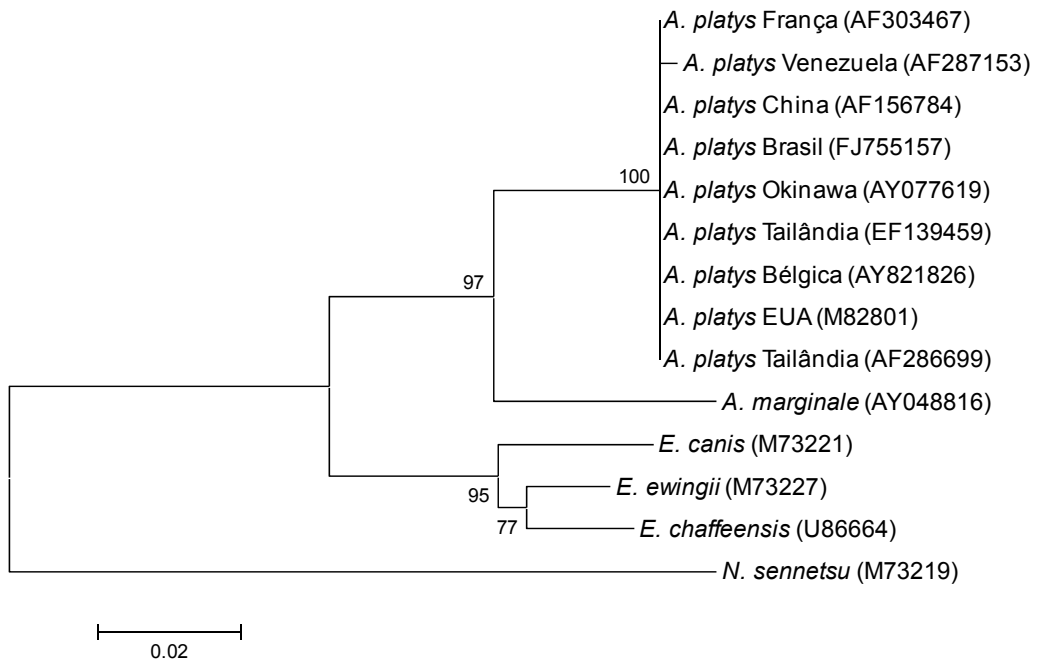 A. platys França (AF303467)
A. platys Venezuela (AF287153)
A. platys China (AF156784)
A. platys Brasil (FJ755157)
100
A. platys Okinawa (AY077619)
A. platys Tailândia (EF139459)
97
A. platys Bélgica (AY821826)
A. platys EUA (M82801)
A. platys Tailândia (AF286699)
A. marginale (AY048816)
E. canis (M73221)
95
E. ewingii (M73227)
77
E. chaffeensis (U86664)
N. sennetsu (M73219)
0.02